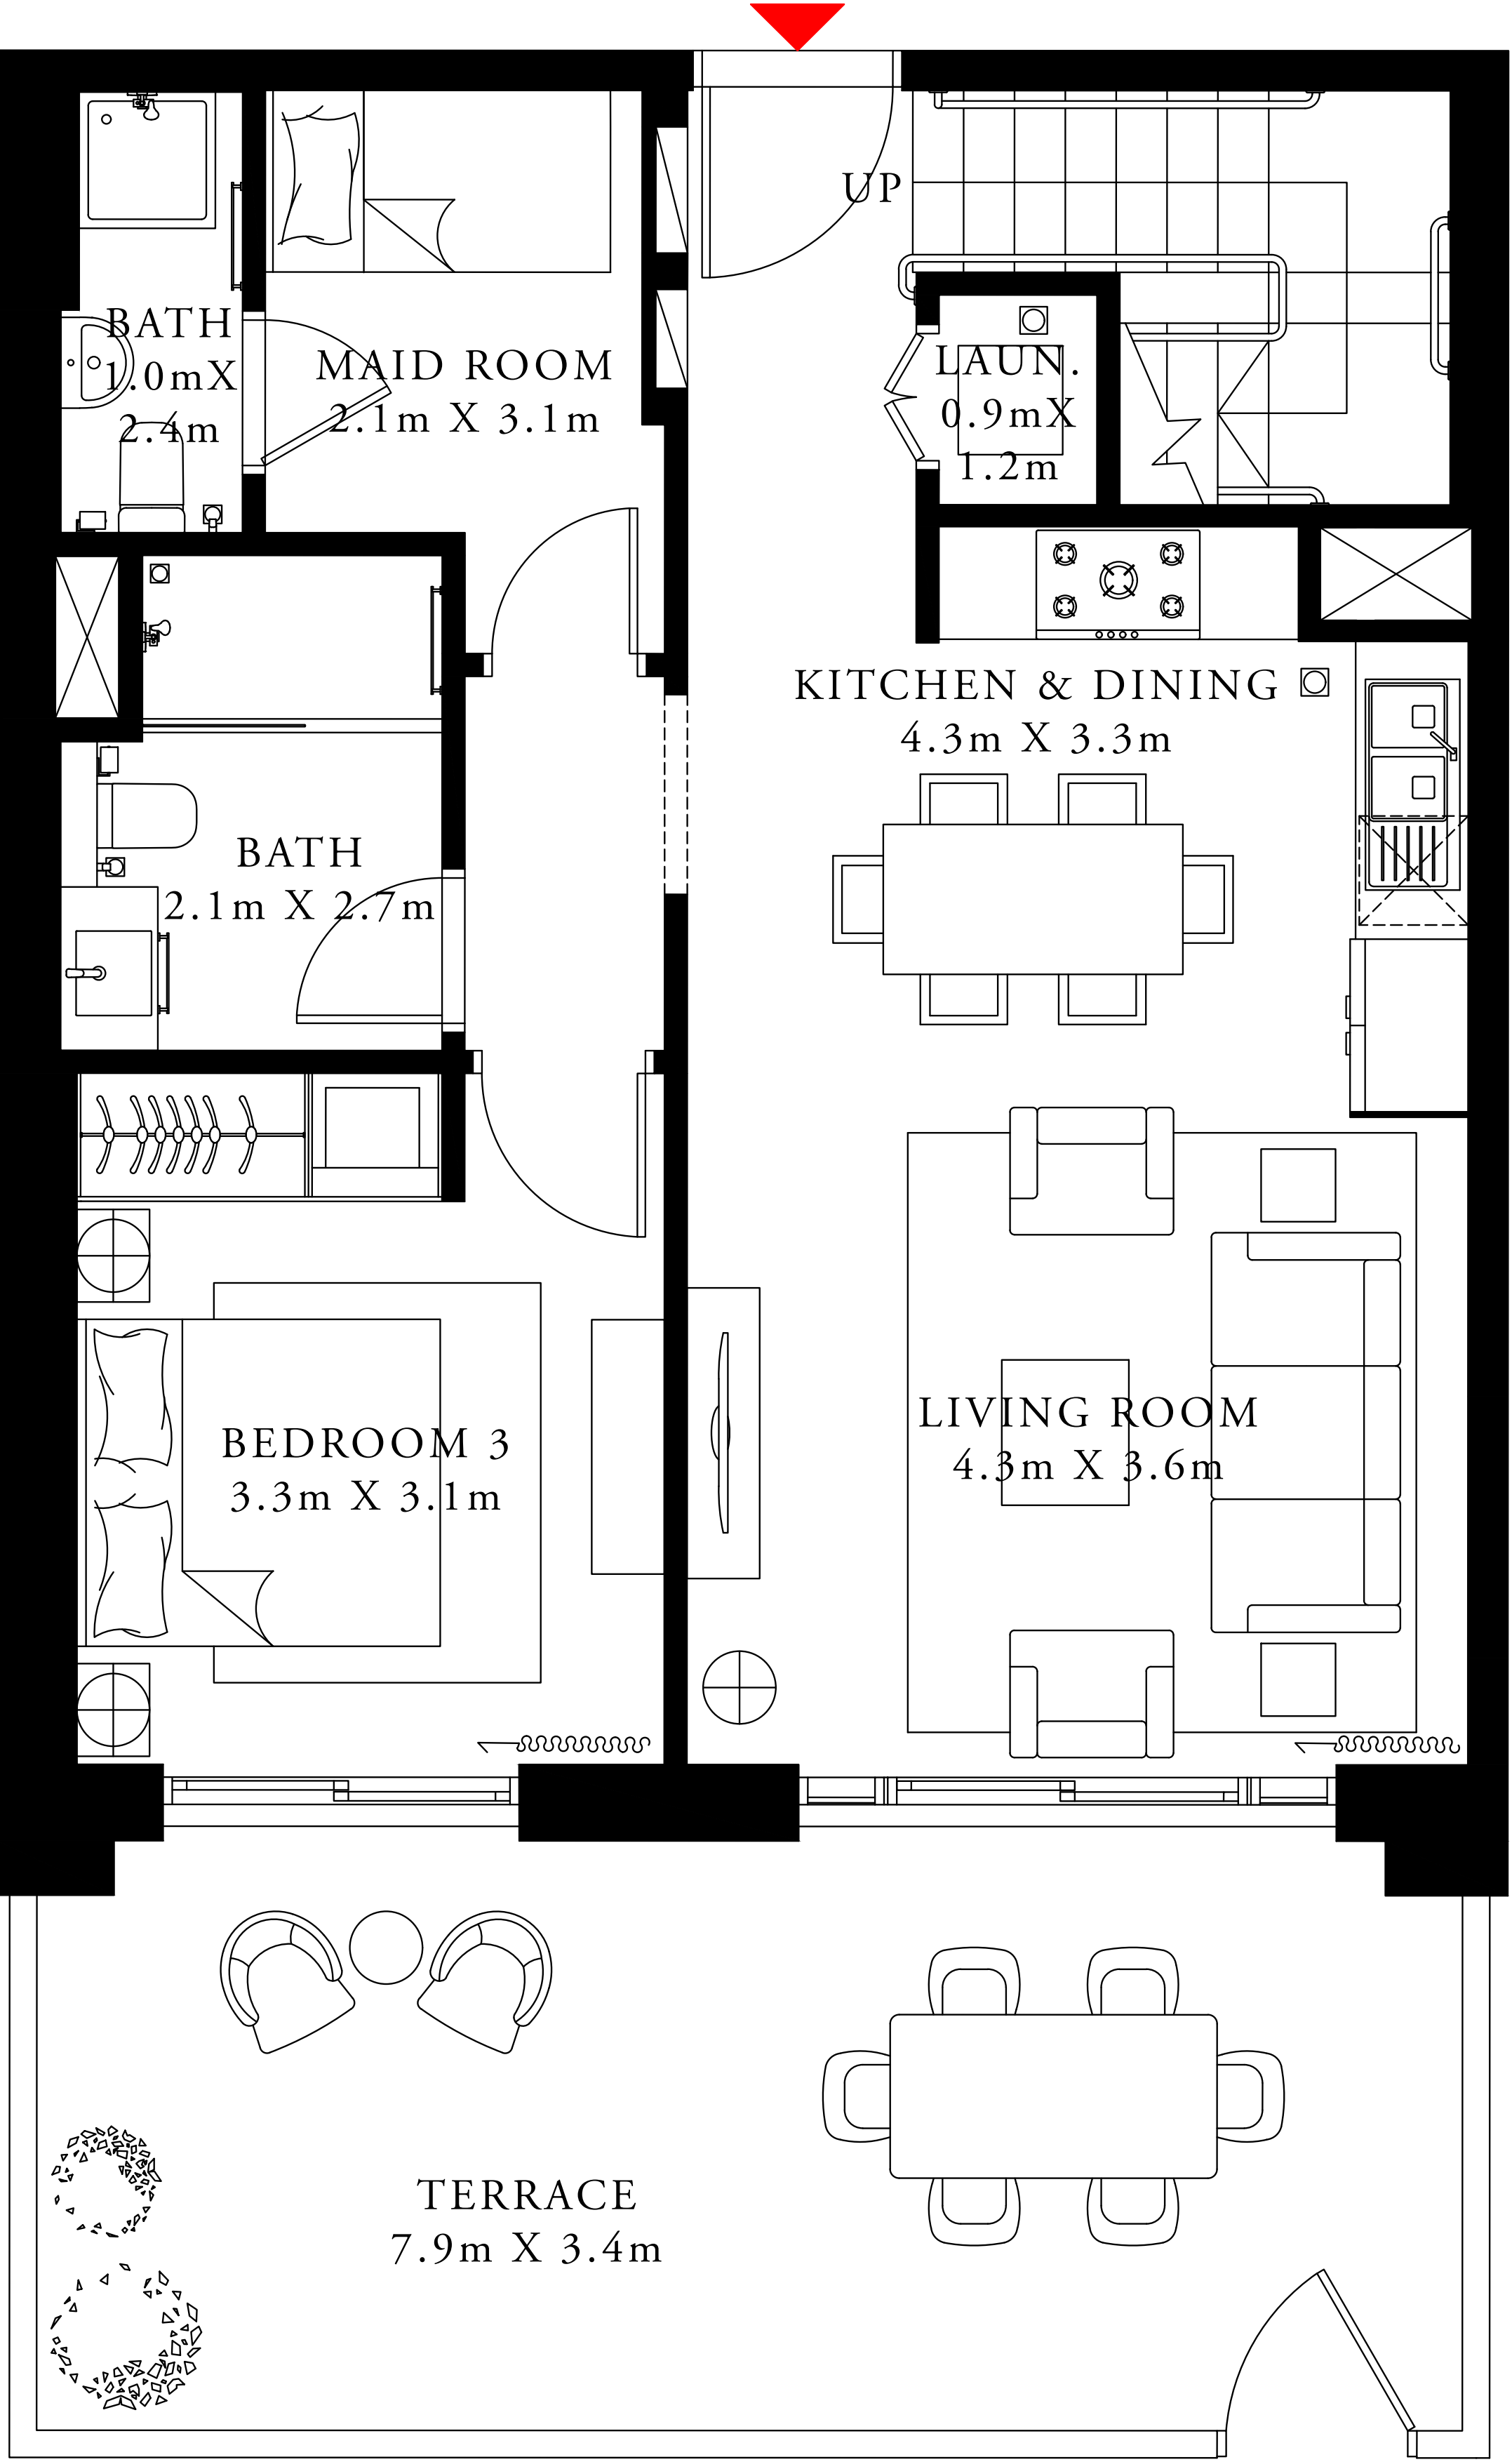 UP
BATH
1.0mX
2.4m
MAID ROOM
2.1m X 3.1m
LAUN.
0.9mX
1.2m
KITCHEN & DINING
4.3m X 3.3m
BATH
2.1m X 2.7m
LIVING ROOM
4.3m X 3.6m
BEDROOM 3
3.3m X 3.1m
TERRACE
7.9m X 3.4m